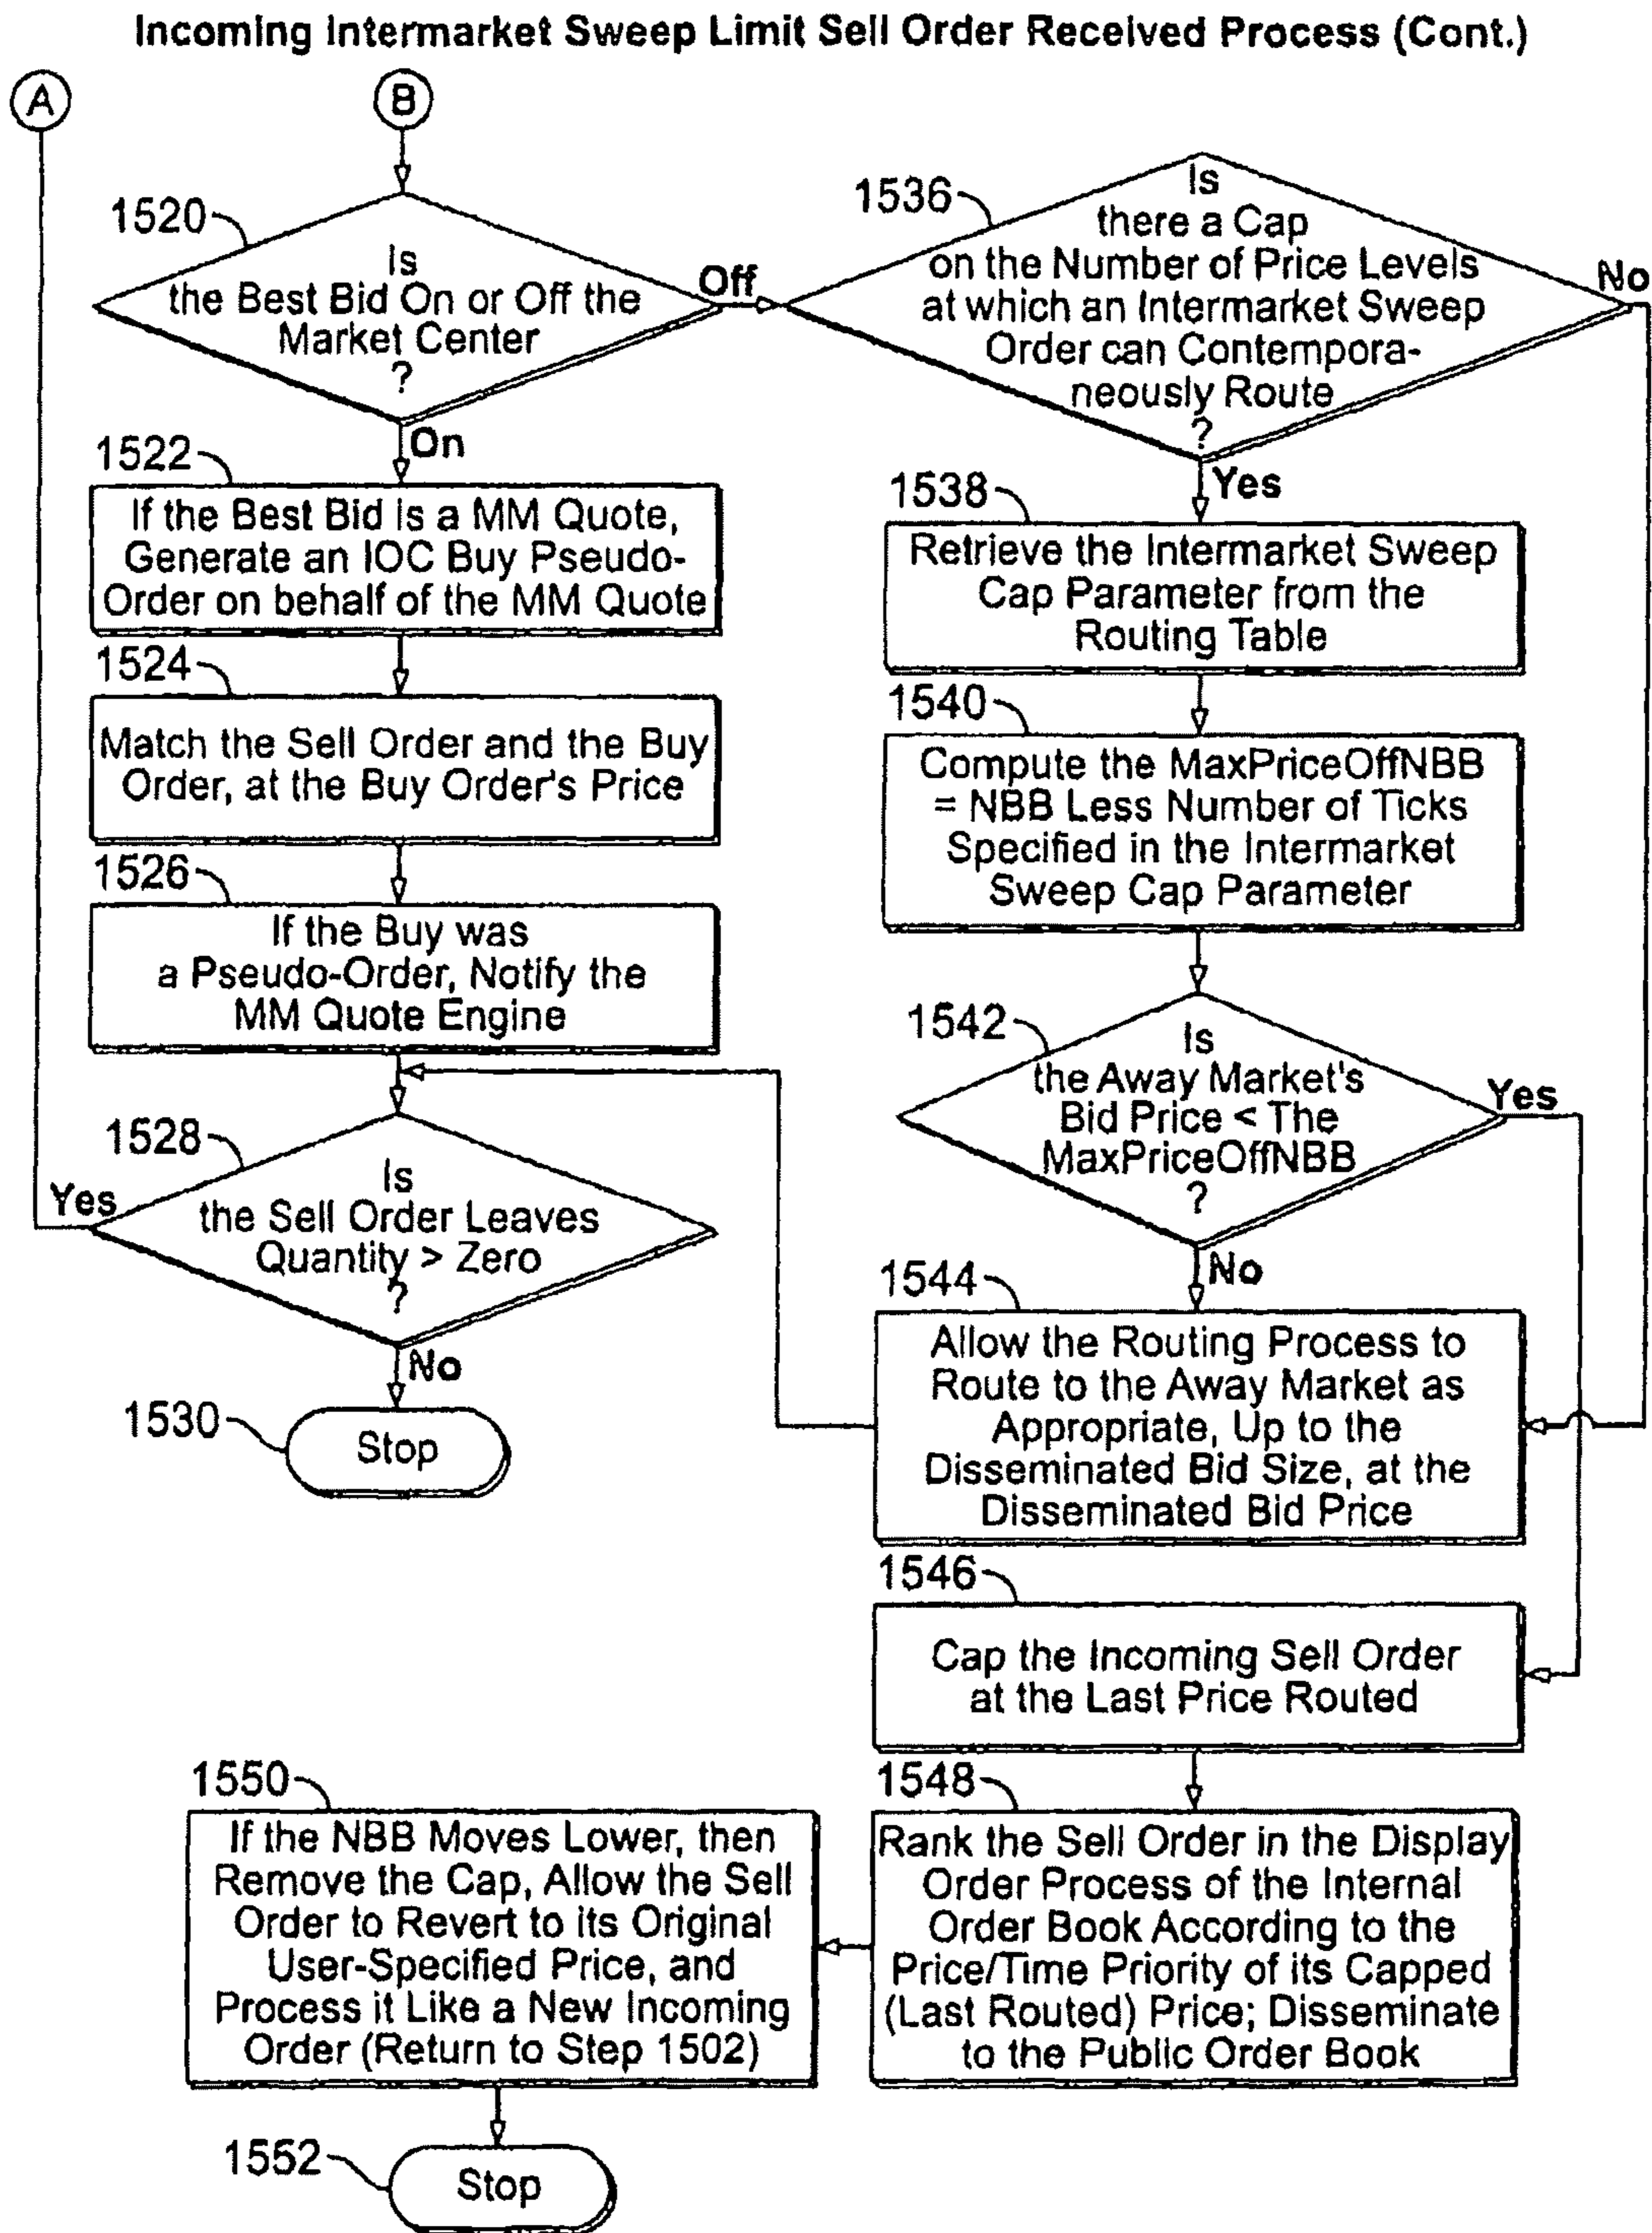 Incoming Intermarket Sweep Limit Sell Order Received Process (Cont.)
A
B
1520
Is
the Best Bid On or Off the
Market Center
?
Off
On
1522
If the Best Bid is a MM Quote,
Generate an IOC Buy Pseudo-
Order on behalf of the MM Quote
1524
Match the Sell Order and the Buy
Order, at the Buy Order's Price
1526
If the Buy was
a Pseudo-Order, Notify the
MM Quote Engine
1528
Is
the Sell Order Leaves
Quantity > Zero
?
Yes
No
1530
Stop
1536
Is
there a Cap
on the Number of Price Levels
at which an Intermarket Sweep
Order can Contempora-
neously Route
?
No
Yes
1538
Retrieve the Intermarket Sweep
Cap Parameter from the
Routing Table
1540
Compute the MaxPriceOffNBB
= NBB Less Number of Ticks
Specified in the Intermarket
Sweep Cap Parameter
1542
Is
the Away Market's
Bid Price < The
MaxPriceOffNBB
?
Yes
No
1544
Allow the Routing Process to
Route to the Away Market as
Appropriate, Up to the
Disseminated Bid Size, at the
Disseminated Bid Price
1546
Cap the Incoming Sell Order
at the Last Price Routed
1548
Rank the Sell Order in the Display
Order Process of the Internal
Order Book According to the
Price/Time Priority of its Capped
(Last Routed) Price; Disseminate
to the Public Order Book
1550
If the NBB Moves Lower, then
Remove the Cap, Allow the Sell
Order to Revert to its Original
User-Specified Price, and
Process it Like a New Incoming
Order (Return to Step 1502)
1552
Stop